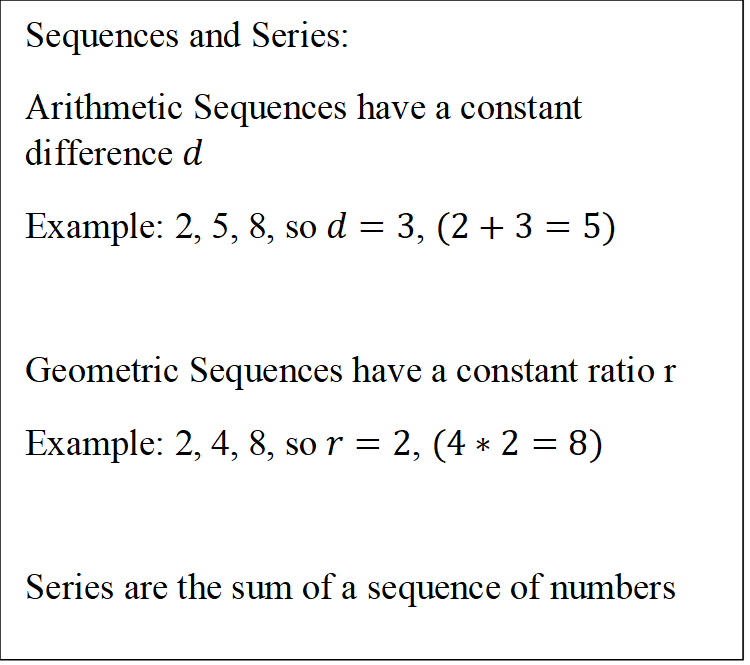 Sequences and Series:
Arithmetic Sequences have a constant
difference d
Example: 2, 5, 8, so d = 3, (2 + 3 = 5)
Geometric Sequences have a constant ratio r
Example: 2, 4, 8, so r = 2, (4 * 2 = 8)
Series are the sum of a sequence of numbers